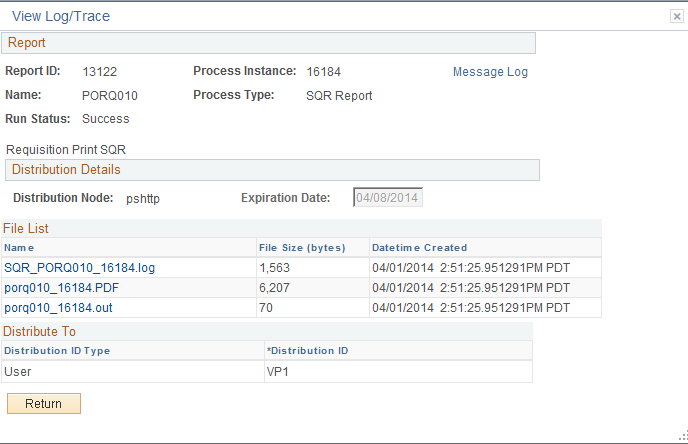 View Log/Trace
Report
Report ID: 13122 Process Instance: 16184 Message Log
Name: PORQ010 Process Type: SQR Report
Run Status: Success
Requisition Print SQR
Distribution Details
Distribution Node: pshttp Expiration Date: 04/08/2014
File List
Name File Size (bytes) Datetime Created
SQR_PORQ010_16184.log 1,563 04/01/2014 2:51:25.951291PM PDT
porq010_16184.PDF 6,207 04/01/2014 2:51:25.951291PM PDT
porq010_16184.out 70 04/01/2014 2:51:25.951291PM PDT
Distribute To
Distribution ID Type *Distribution ID
User VP1
Return